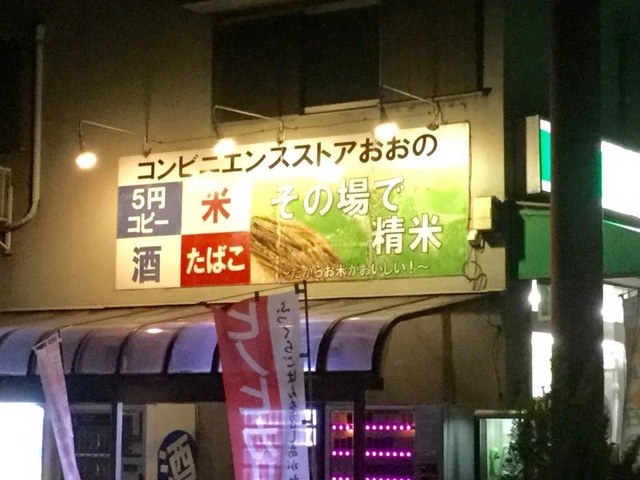 コンビニエンスストアおおの
5円
コピー
米
酒
たばこ
その場で
精米
～だからお米がおいしい！～
酒